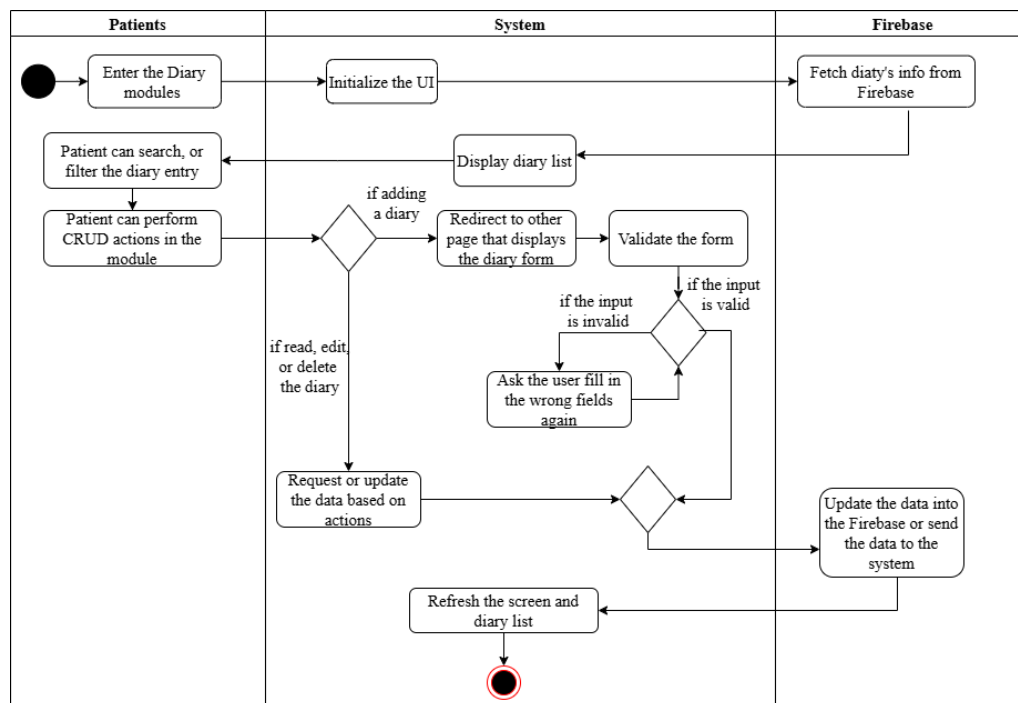 Patients
System
Firebase
Enter the Diary
modules
Initialize the UI
Fetch diaty's info from
Firebase
Patient can search, or
filter the diary entry
Display diary list
Patient can perform
CRUD actions in the
module
if adding
a diary
Redirect to other
page that displays
the diary form
Validate the form
if the input
is valid
if the input
is invalid
if read, edit,
or delete
the diary
Ask the user fill in
the wrong fields
again
Request or update
the data based on
actions
Update the data into
the Firebase or send
the data to the
system
Refresh the screen and
diary list